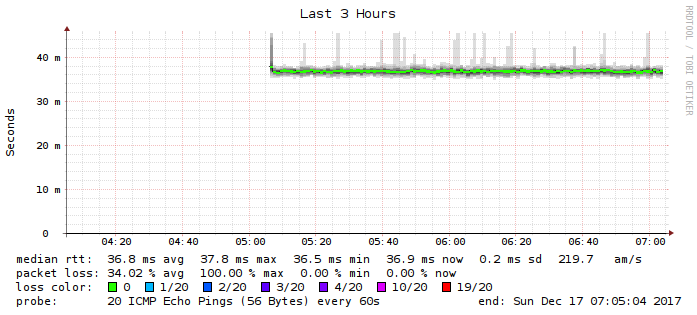 Last 3 Hours
RRDTOOL / TOBI OETIKER
Seconds
40 m
30 m
20 m
10 m
0
04:20 04:40 05:00 05:20 05:40 06:00 06:20 06:40 07:00
median rtt: 36.8 ms avg 37.8 ms max 36.5 ms min 36.9 ms now 0.2 ms sd 219.7 am/s
packet loss: 34.02 % avg 100.00 % max 0.00 % min 0.00 % now
loss color: 0 1/20 2/20 3/20 4/20 10/20 19/20
probe: 20 ICMP Echo Pings (56 Bytes) every 60s end: Sun Dec 17 07:05:04 2017